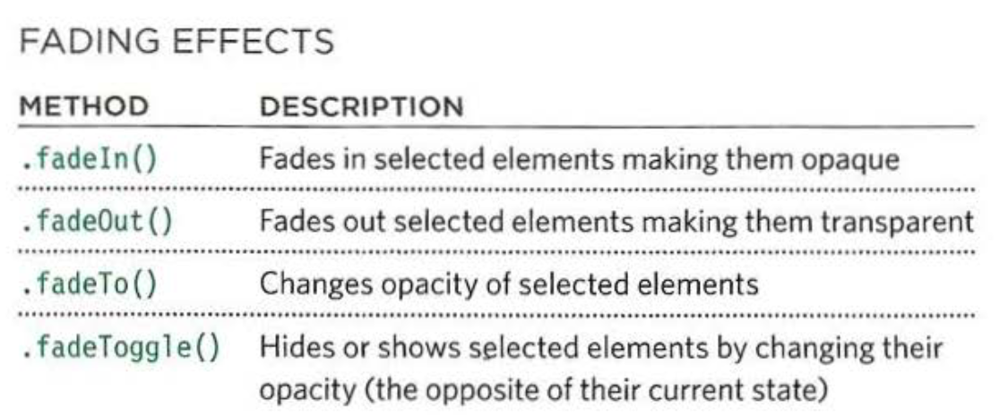 FADING EFFECTS
METHOD DESCRIPTION
.fadeIn() Fades in selected elements making them opaque
.fadeOut() Fades out selected elements making them transparent
.fadeTo() Changes opacity of selected elements
.fadeToggle() Hides or shows selected elements by changing their
opacity (the opposite of their current state)